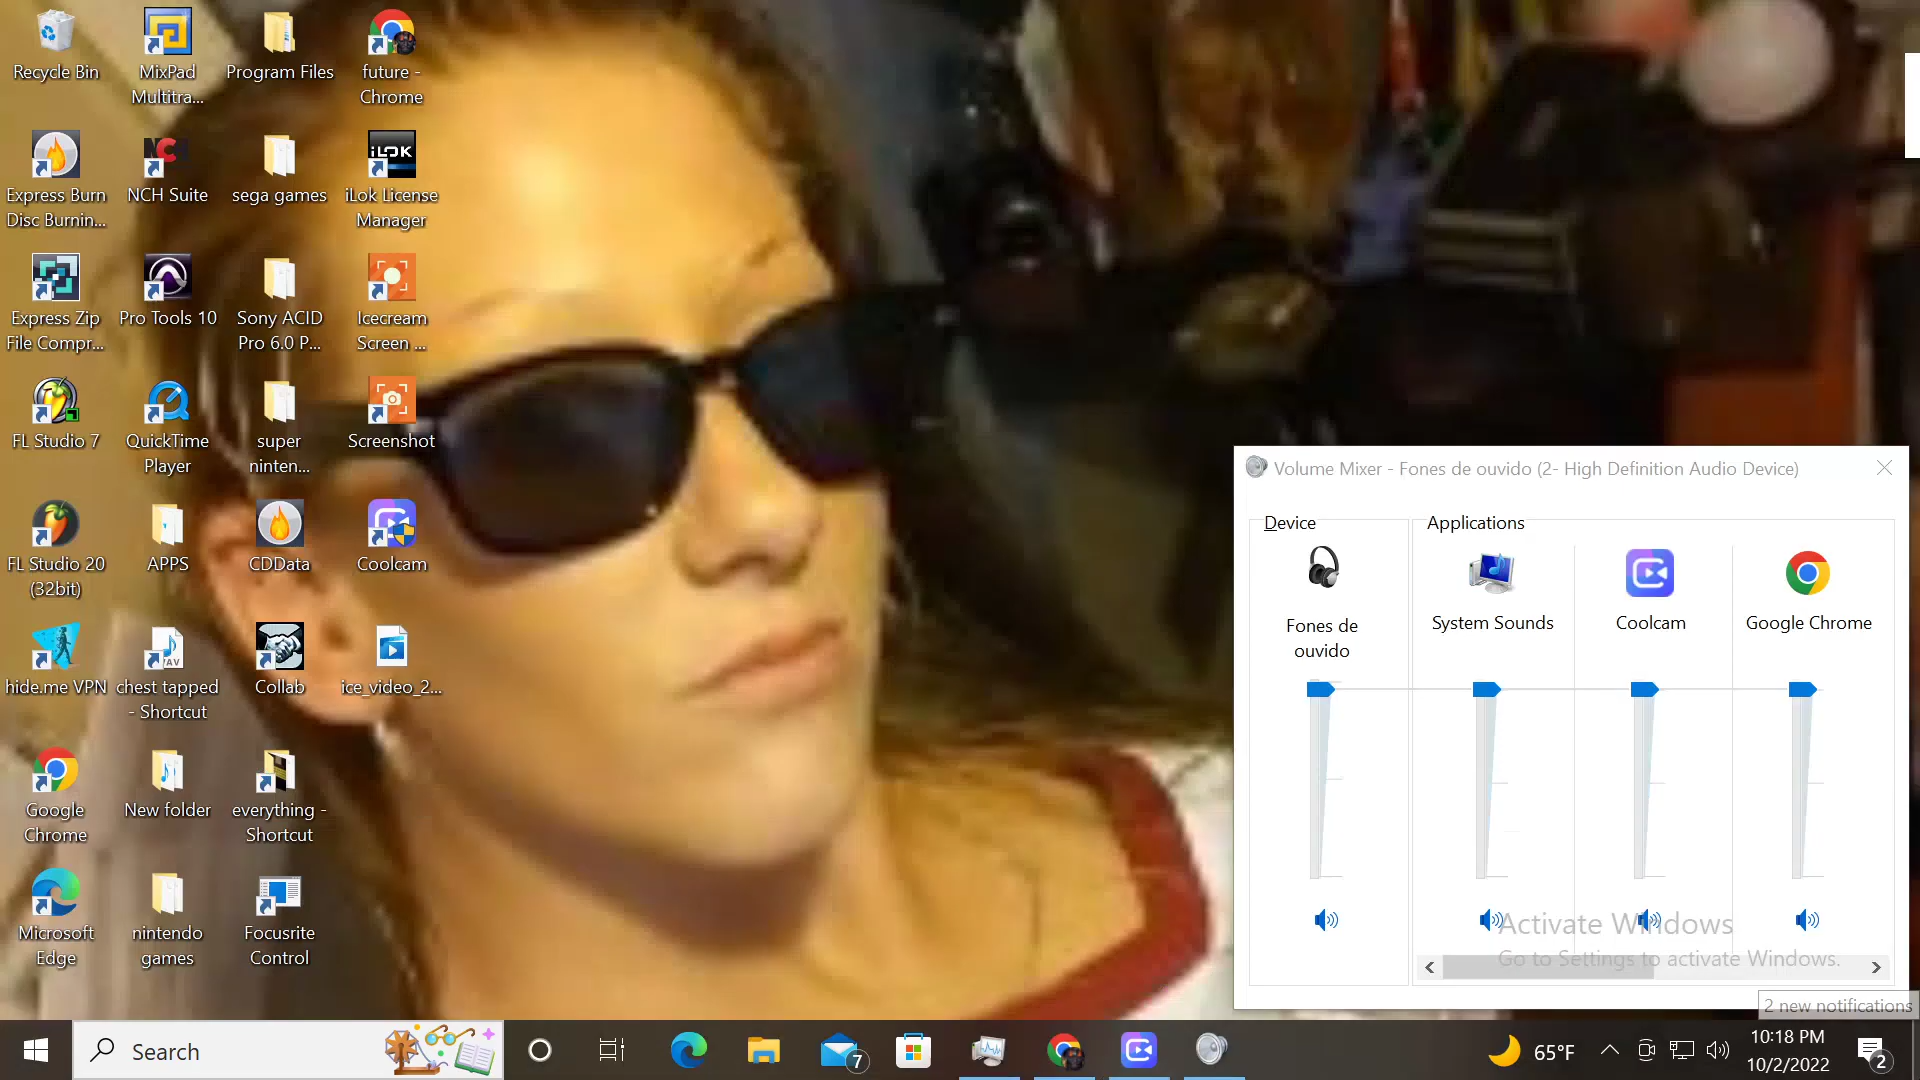 Recycle Bin
MixPad
Multitra...
Program Files
future -
Chrome
Express Burn
Disc Burnin...
NCH Suite
sega games
iLOK
iLok License
Manager
Express Zip
File Compr...
Pro Tools 10
Sony ACID
Pro 6.0 P...
Icecream
Screen ...
FL Studio 7
QuickTime
Player
super
ninten...
Screenshot
FL Studio 20
(32bit)
APPS
CDData
Coolcam
hide.me VPN
chest tapped
- Shortcut
Collab
ice_video_2...
Google
Chrome
New folder
everything -
Shortcut
Microsoft
Edge
nintendo
games
Focusrite
Control
Volume Mixer - Fones de ouvido (2- High Definition Audio Device)
Device
Applications
Fones de
ouvido
System Sounds
Coolcam
Google Chrome
Activate Windows
Go to Settings to activate Windows.
2 new notifications
Search
7
65°F
10:18 PM
10/2/2022
2